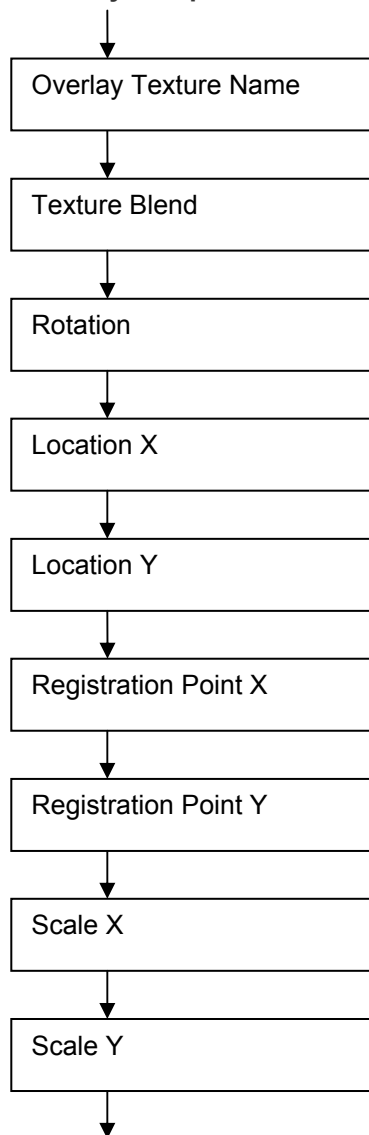 Overlay Texture Name
Texture Blend
Rotation
Location X
Location Y
Registration Point X
Registration Point Y
Scale X
Scale Y